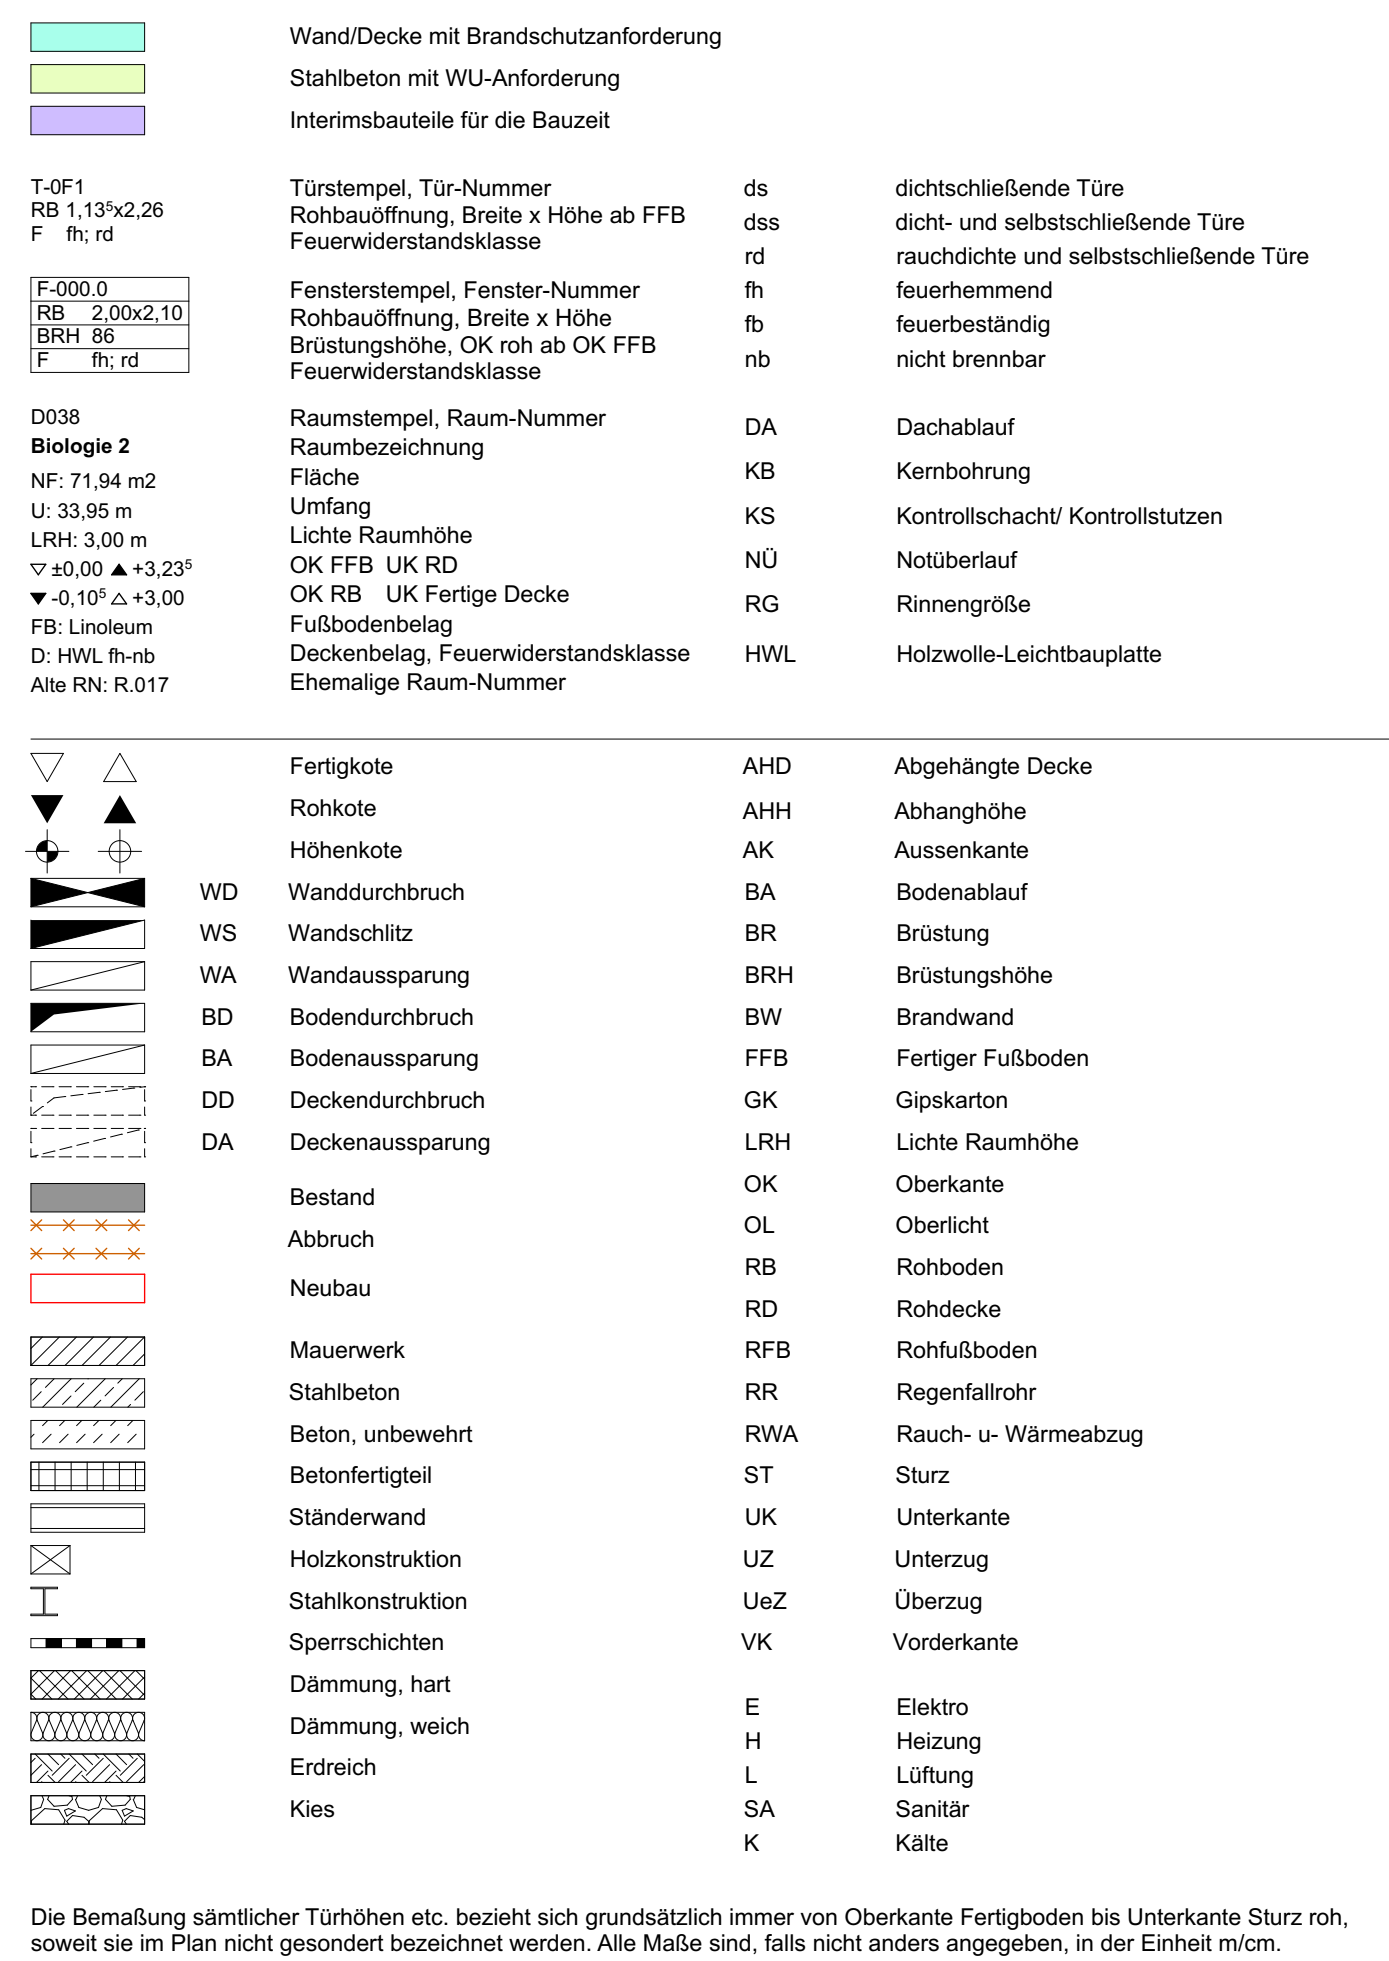 Wand/Decke mit Brandschutzanforderung
Stahlbeton mit WU-Anforderung
Interimsbauteile für die Bauzeit
T-0F1 Türstempel, Tür-Nummer
RB 1,13⁵x2,26 Rohbauöffnung, Breite x Höhe ab FFB
F fh; rd Feuerwiderstandsklasse
F-000.0 Fensterstempel, Fenster-Nummer
RB 2,00x2,10 Rohbauöffnung, Breite x Höhe
BRH 86 Brüstungshöhe, OK roh ab OK FFB
F fh; rd Feuerwiderstandsklasse
D038 Raumstempel, Raum-Nummer
Biologie 2 Raumbezeichnung
NF: 71,94 m2 Fläche
U: 33,95 m Umfang
LRH: 3,00 m Lichte Raumhöhe
▽ ±0,00 ▲ +3,23⁵ OK FFB UK RD
▼ -0,10⁵ △ +3,00 OK RB UK Fertige Decke
FB: Linoleum Fußbodenbelag
D: HWL fh-nb Deckenbelag, Feuerwiderstandsklasse
Alte RN: R.017 Ehemalige Raum-Nummer
ds dichtschließende Türe
dss dicht- und selbstschließende Türe
rd rauchdichte und selbstschließende Türe
fh feuerhemmend
fb feuerbeständig
nb nicht brennbar
DA Dachablauf
KB Kernbohrung
KS Kontrollschacht/ Kontrollstutzen
NÜ Notüberlauf
RG Rinnengröße
HWL Holzwolle-Leichtbauplatte
Fertigkote
Rohkote
Höhenkote
WD Wanddurchbruch
WS Wandschlitz
WA Wandaussparung
BD Bodendurchbruch
BA Bodenaussparung
DD Deckendurchbruch
DA Deckenaussparung
Bestand
Abbruch
Neubau
Mauerwerk
Stahlbeton
Beton, unbewehrt
Betonfertigteil
Ständerwand
Holzkonstruktion
Stahlkonstruktion
Sperrschichten
Dämmung, hart
Dämmung, weich
Erdreich
Kies
AHD Abgehängte Decke
AHH Abhanghöhe
AK Aussenkante
BA Bodenablauf
BR Brüstung
BRH Brüstungshöhe
BW Brandwand
FFB Fertiger Fußboden
GK Gipskarton
LRH Lichte Raumhöhe
OK Oberkante
OL Oberlicht
RB Rohboden
RD Rohdecke
RFB Rohfußboden
RR Regenfallrohr
RWA Rauch- u- Wärmeabzug
ST Sturz
UK Unterkante
UZ Unterzug
UeZ Überzug
VK Vorderkante
E Elektro
H Heizung
L Lüftung
SA Sanitär
K Kälte
Die Bemaßung sämtlicher Türhöhen etc. bezieht sich grundsätzlich immer von Oberkante Fertigboden bis Unterkante Sturz roh,
soweit sie im Plan nicht gesondert bezeichnet werden. Alle Maße sind, falls nicht anders angegeben, in der Einheit m/cm.